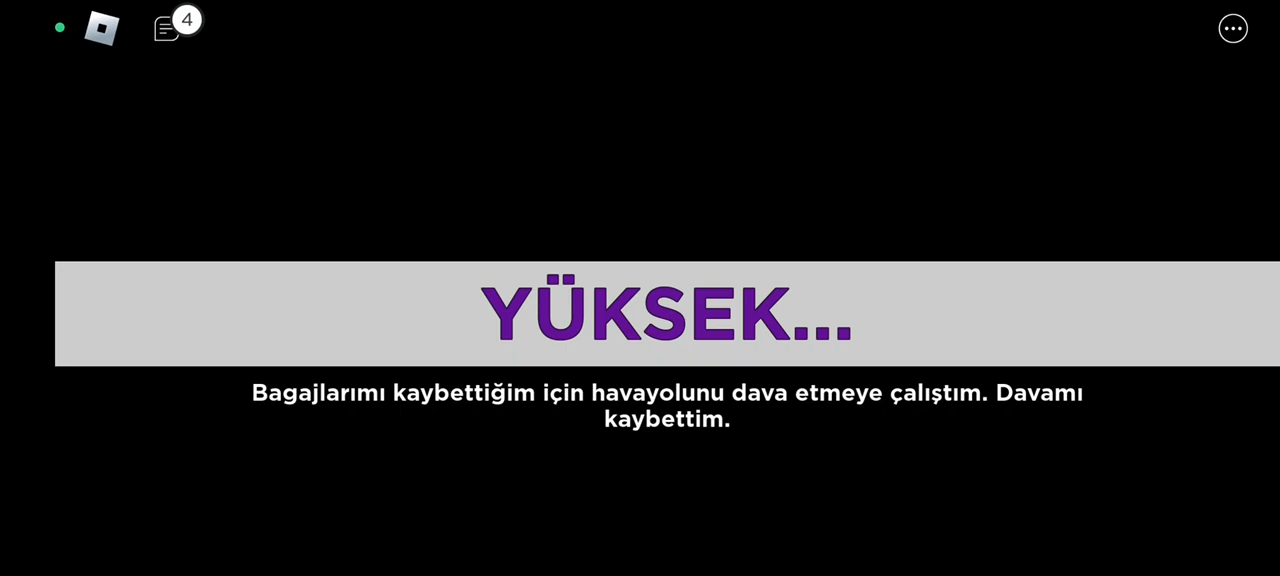 4
YÜKSEK...
Bagajlarımı kaybettiğim için havayolunu dava etmeye çalıştım. Davamı
kaybettim.